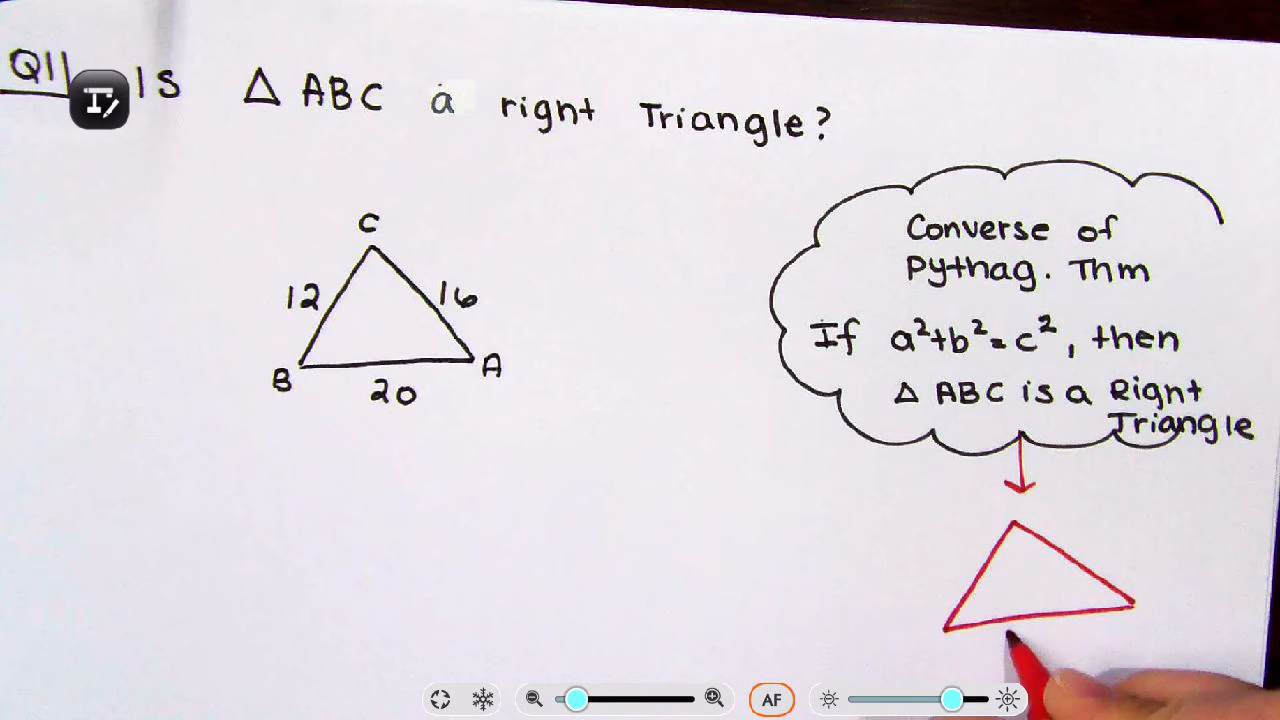 Q11 Is △ ABC a right Triangle?
C
12
16
B
A
20
Converse of
Pythag. Thm
If a²+b²=c², then
△ ABC is a Right
Triangle
AF